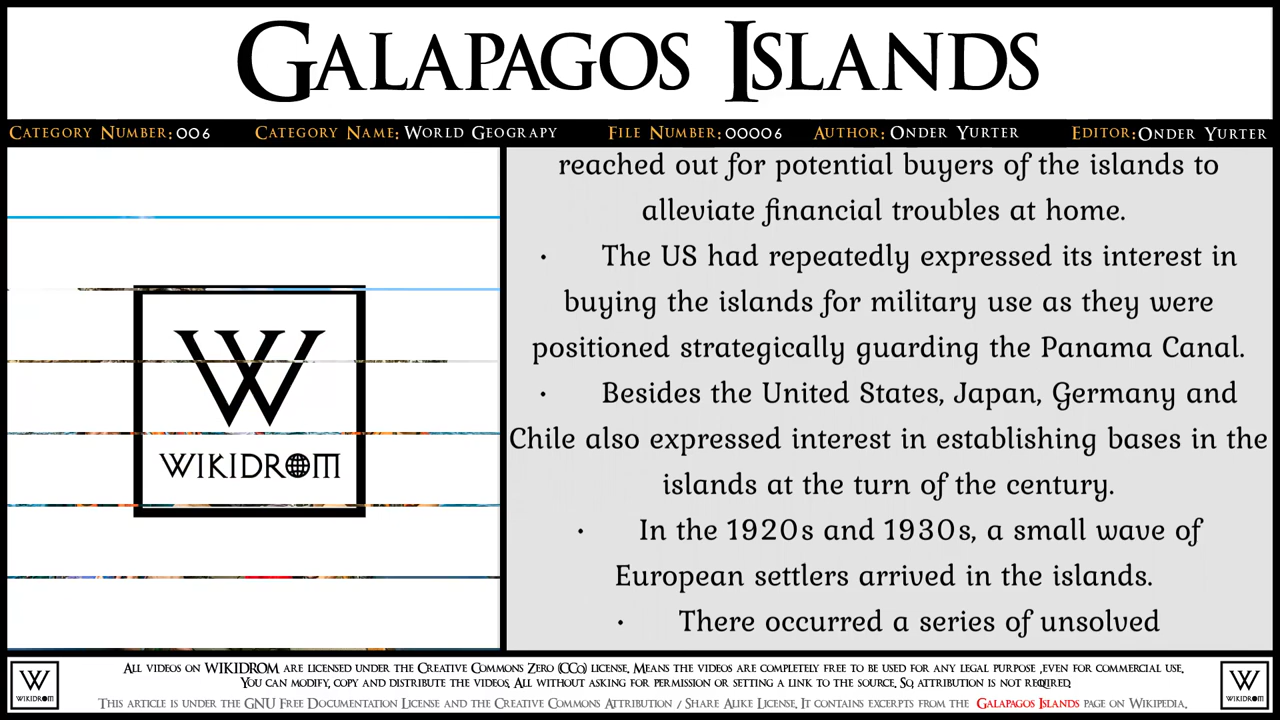 Galapagos Islands
Category Number: 006 Category Name: World Geograpy File Number: 00006 Author: Onder Yurter Editor: Onder Yurter
reached out for potential buyers of the islands to
alleviate financial troubles at home.
• The US had repeatedly expressed its interest in
buying the islands for military use as they were
positioned strategically guarding the Panama Canal.
• Besides the United States, Japan, Germany and
Chile also expressed interest in establishing bases in the
islands at the turn of the century.
• In the 1920s and 1930s, a small wave of
European settlers arrived in the islands.
• There occurred a series of unsolved
W
WIKIDROM
All videos on WIKIDROM are licensed under the Creative Commons Zero (CC0) license. Means the videos are completely free to be used for any legal purpose ,even for commercial use.
You can modify, copy and distribute the videos. All without asking for permission or setting a link to the source. So, attribution is not required.
This article is under the GNU Free Documentation License and the Creative Commons Attribution / Share Alike License. It contains excerpts from the Galapagos Islands page on Wikipedia.
W
WIKIDROM
W
WIKIDROM